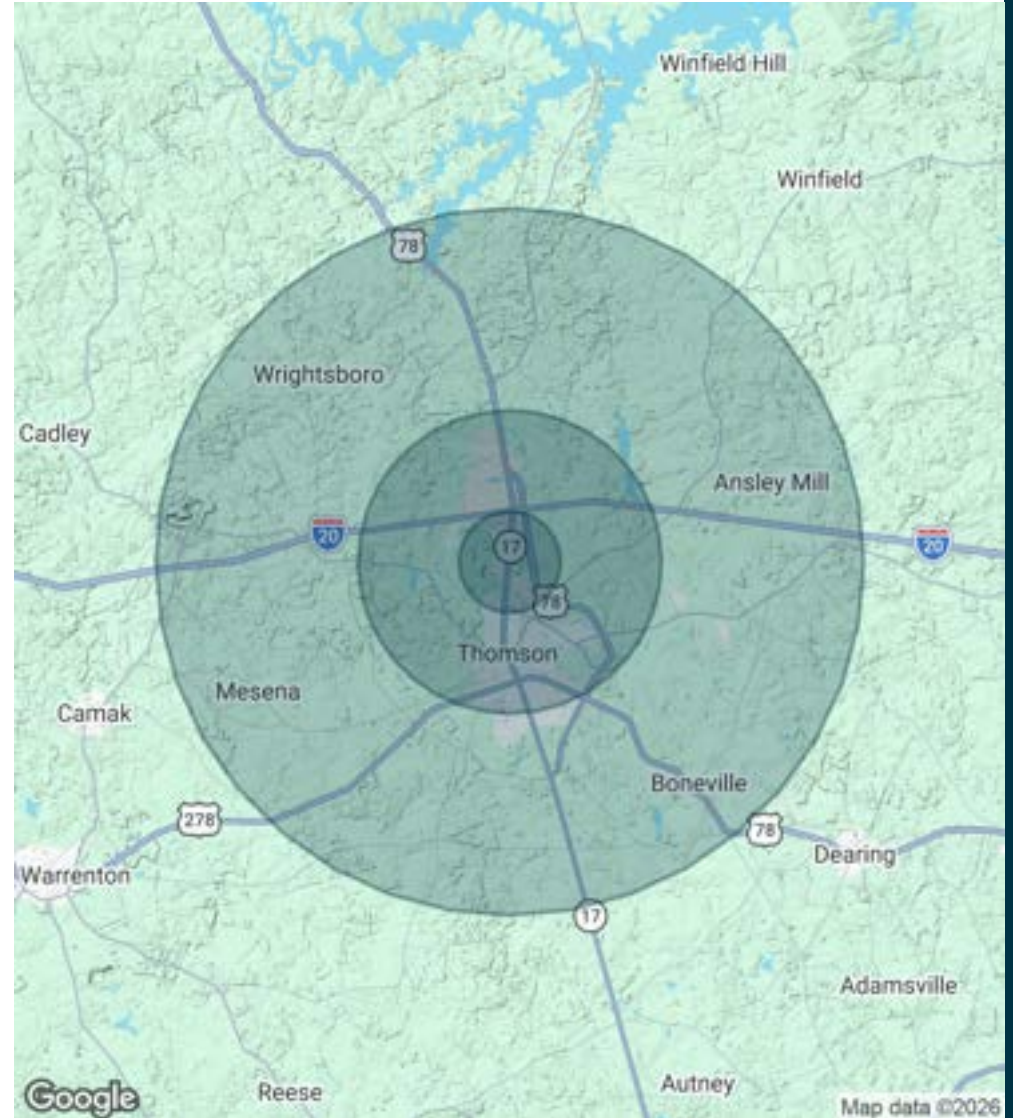 Winfield Hill
Winfield
78
Wrightsboro
Cadley
Ansley Mill
20
17
20
78
Thomson
Mesena
Camak
Boneville
278
78
Dearing
Warrenton
17
Adamsville
Autney
Reese
Google
Map data ©2026